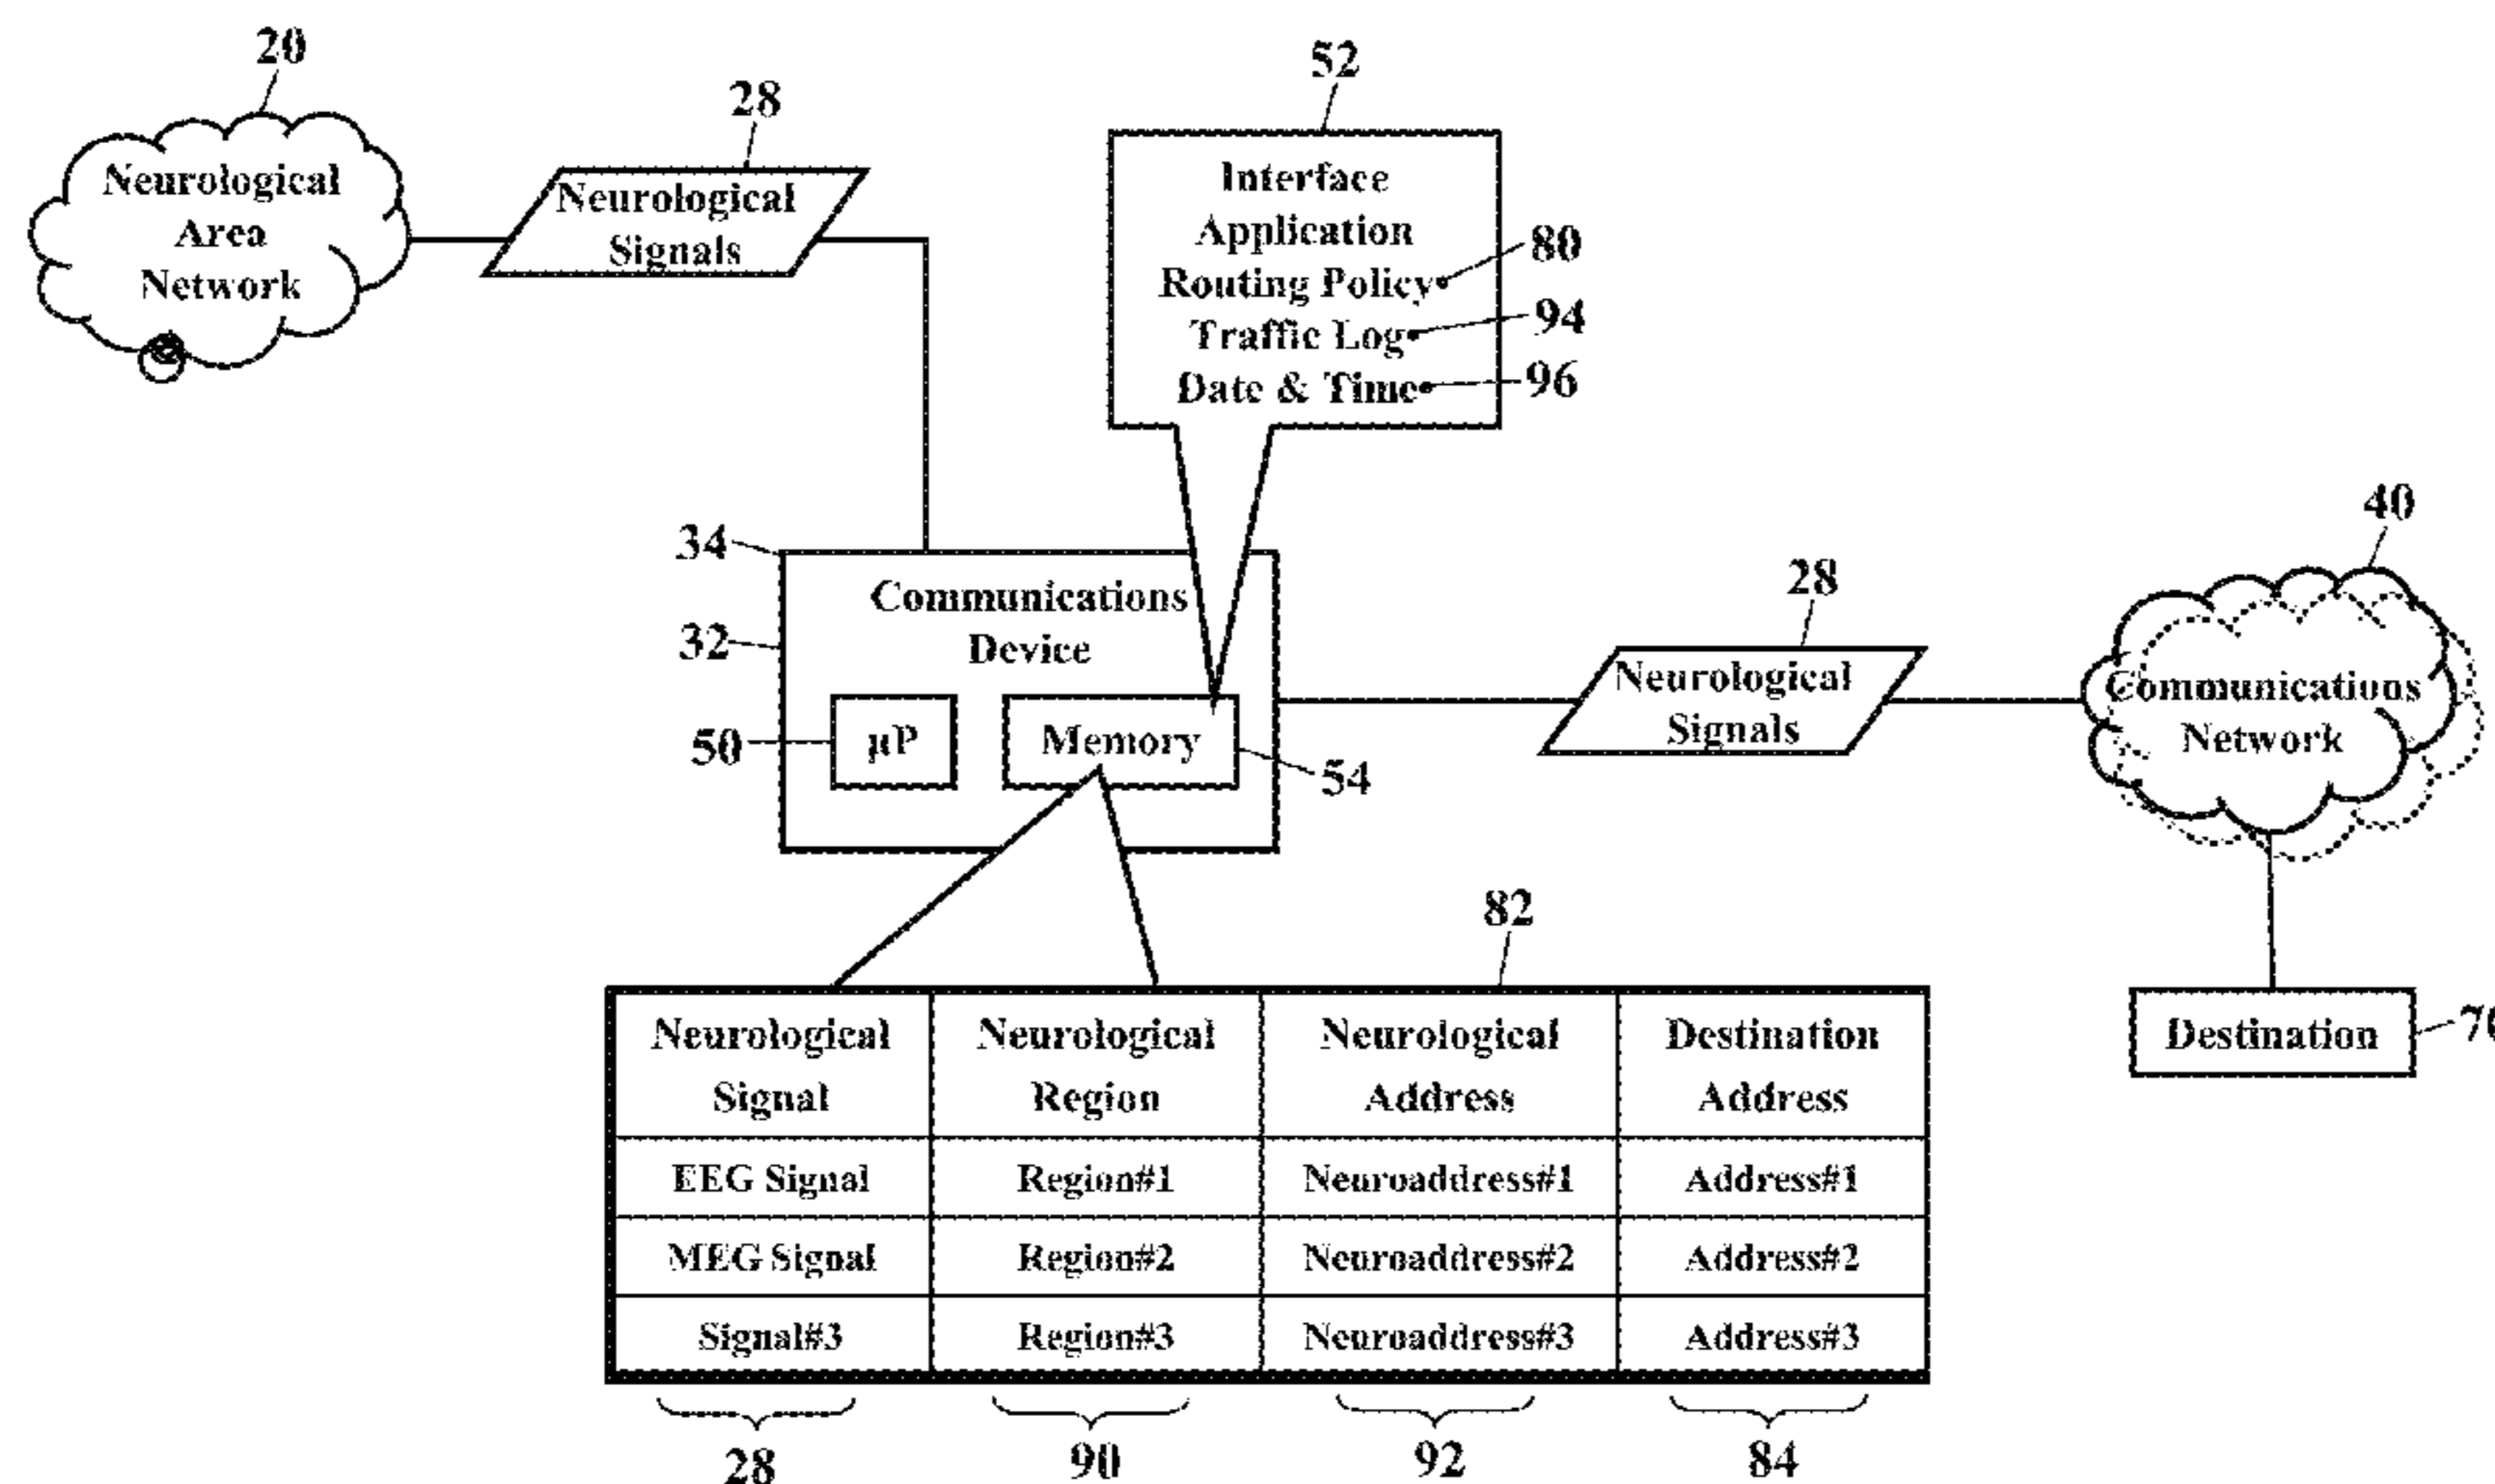 20
Neurological
Area
Network
28
Neurological
Signals
52
Interface
Application
Routing Policy
Traffic Log
Date & Time
80
94
96
34
32
Communications
Device
50
µP
Memory
54
28
Neurological
Signals
40
Communications
Network
Destination
70
82
Neurological Signal
Neurological Region
Neurological Address
Destination Address
EEG Signal Region#1 Neuroaddress#1 Address#1
MEG Signal Region#2 Neuroaddress#2 Address#2
Signal#3 Region#3 Neuroaddress#3 Address#3
28 90 92 84